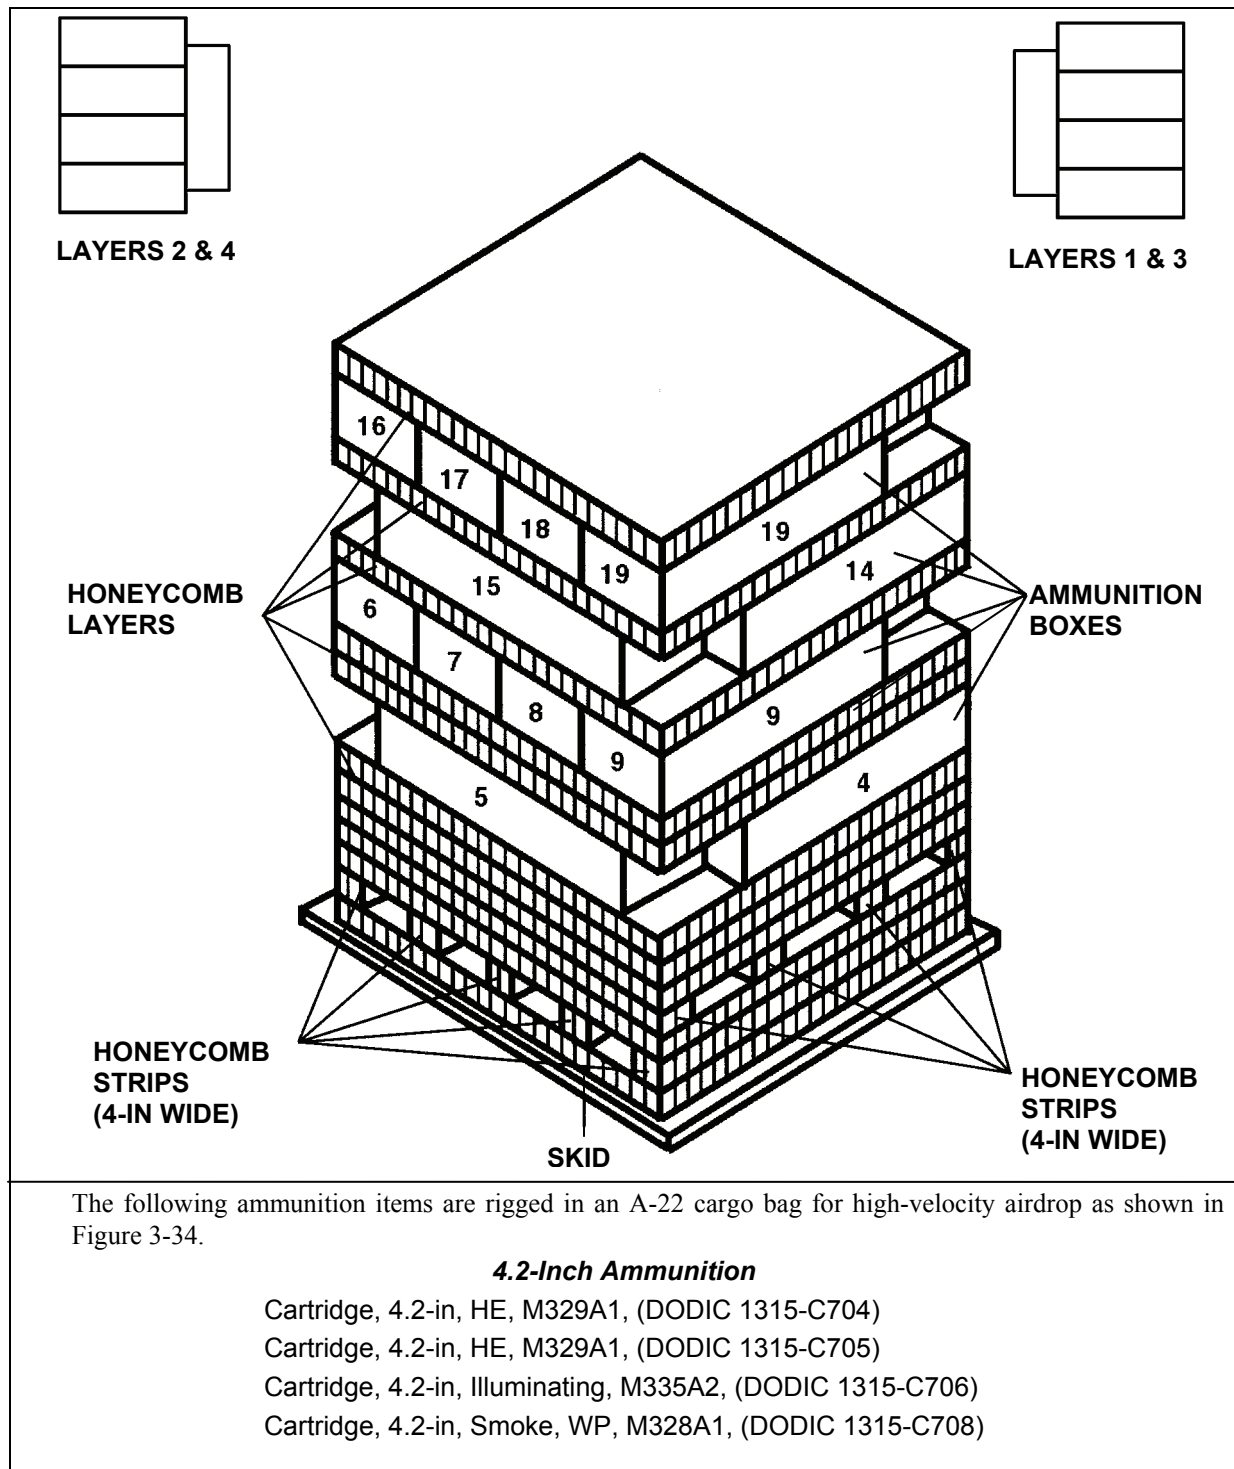 LAYERS 2 & 4
LAYERS 1 & 3
16
17
18
19
19
15
14
HONEYCOMB
LAYERS
AMMUNITION
BOXES
6
7
8
9
9
5
4
HONEYCOMB
STRIPS
(4-IN WIDE)
SKID
HONEYCOMB
STRIPS
(4-IN WIDE)
The following ammunition items are rigged in an A-22 cargo bag for high-velocity airdrop as shown in
Figure 3-34.
4.2-Inch Ammunition
Cartridge, 4.2-in, HE, M329A1, (DODIC 1315-C704)
Cartridge, 4.2-in, HE, M329A1, (DODIC 1315-C705)
Cartridge, 4.2-in, Illuminating, M335A2, (DODIC 1315-C706)
Cartridge, 4.2-in, Smoke, WP, M328A1, (DODIC 1315-C708)